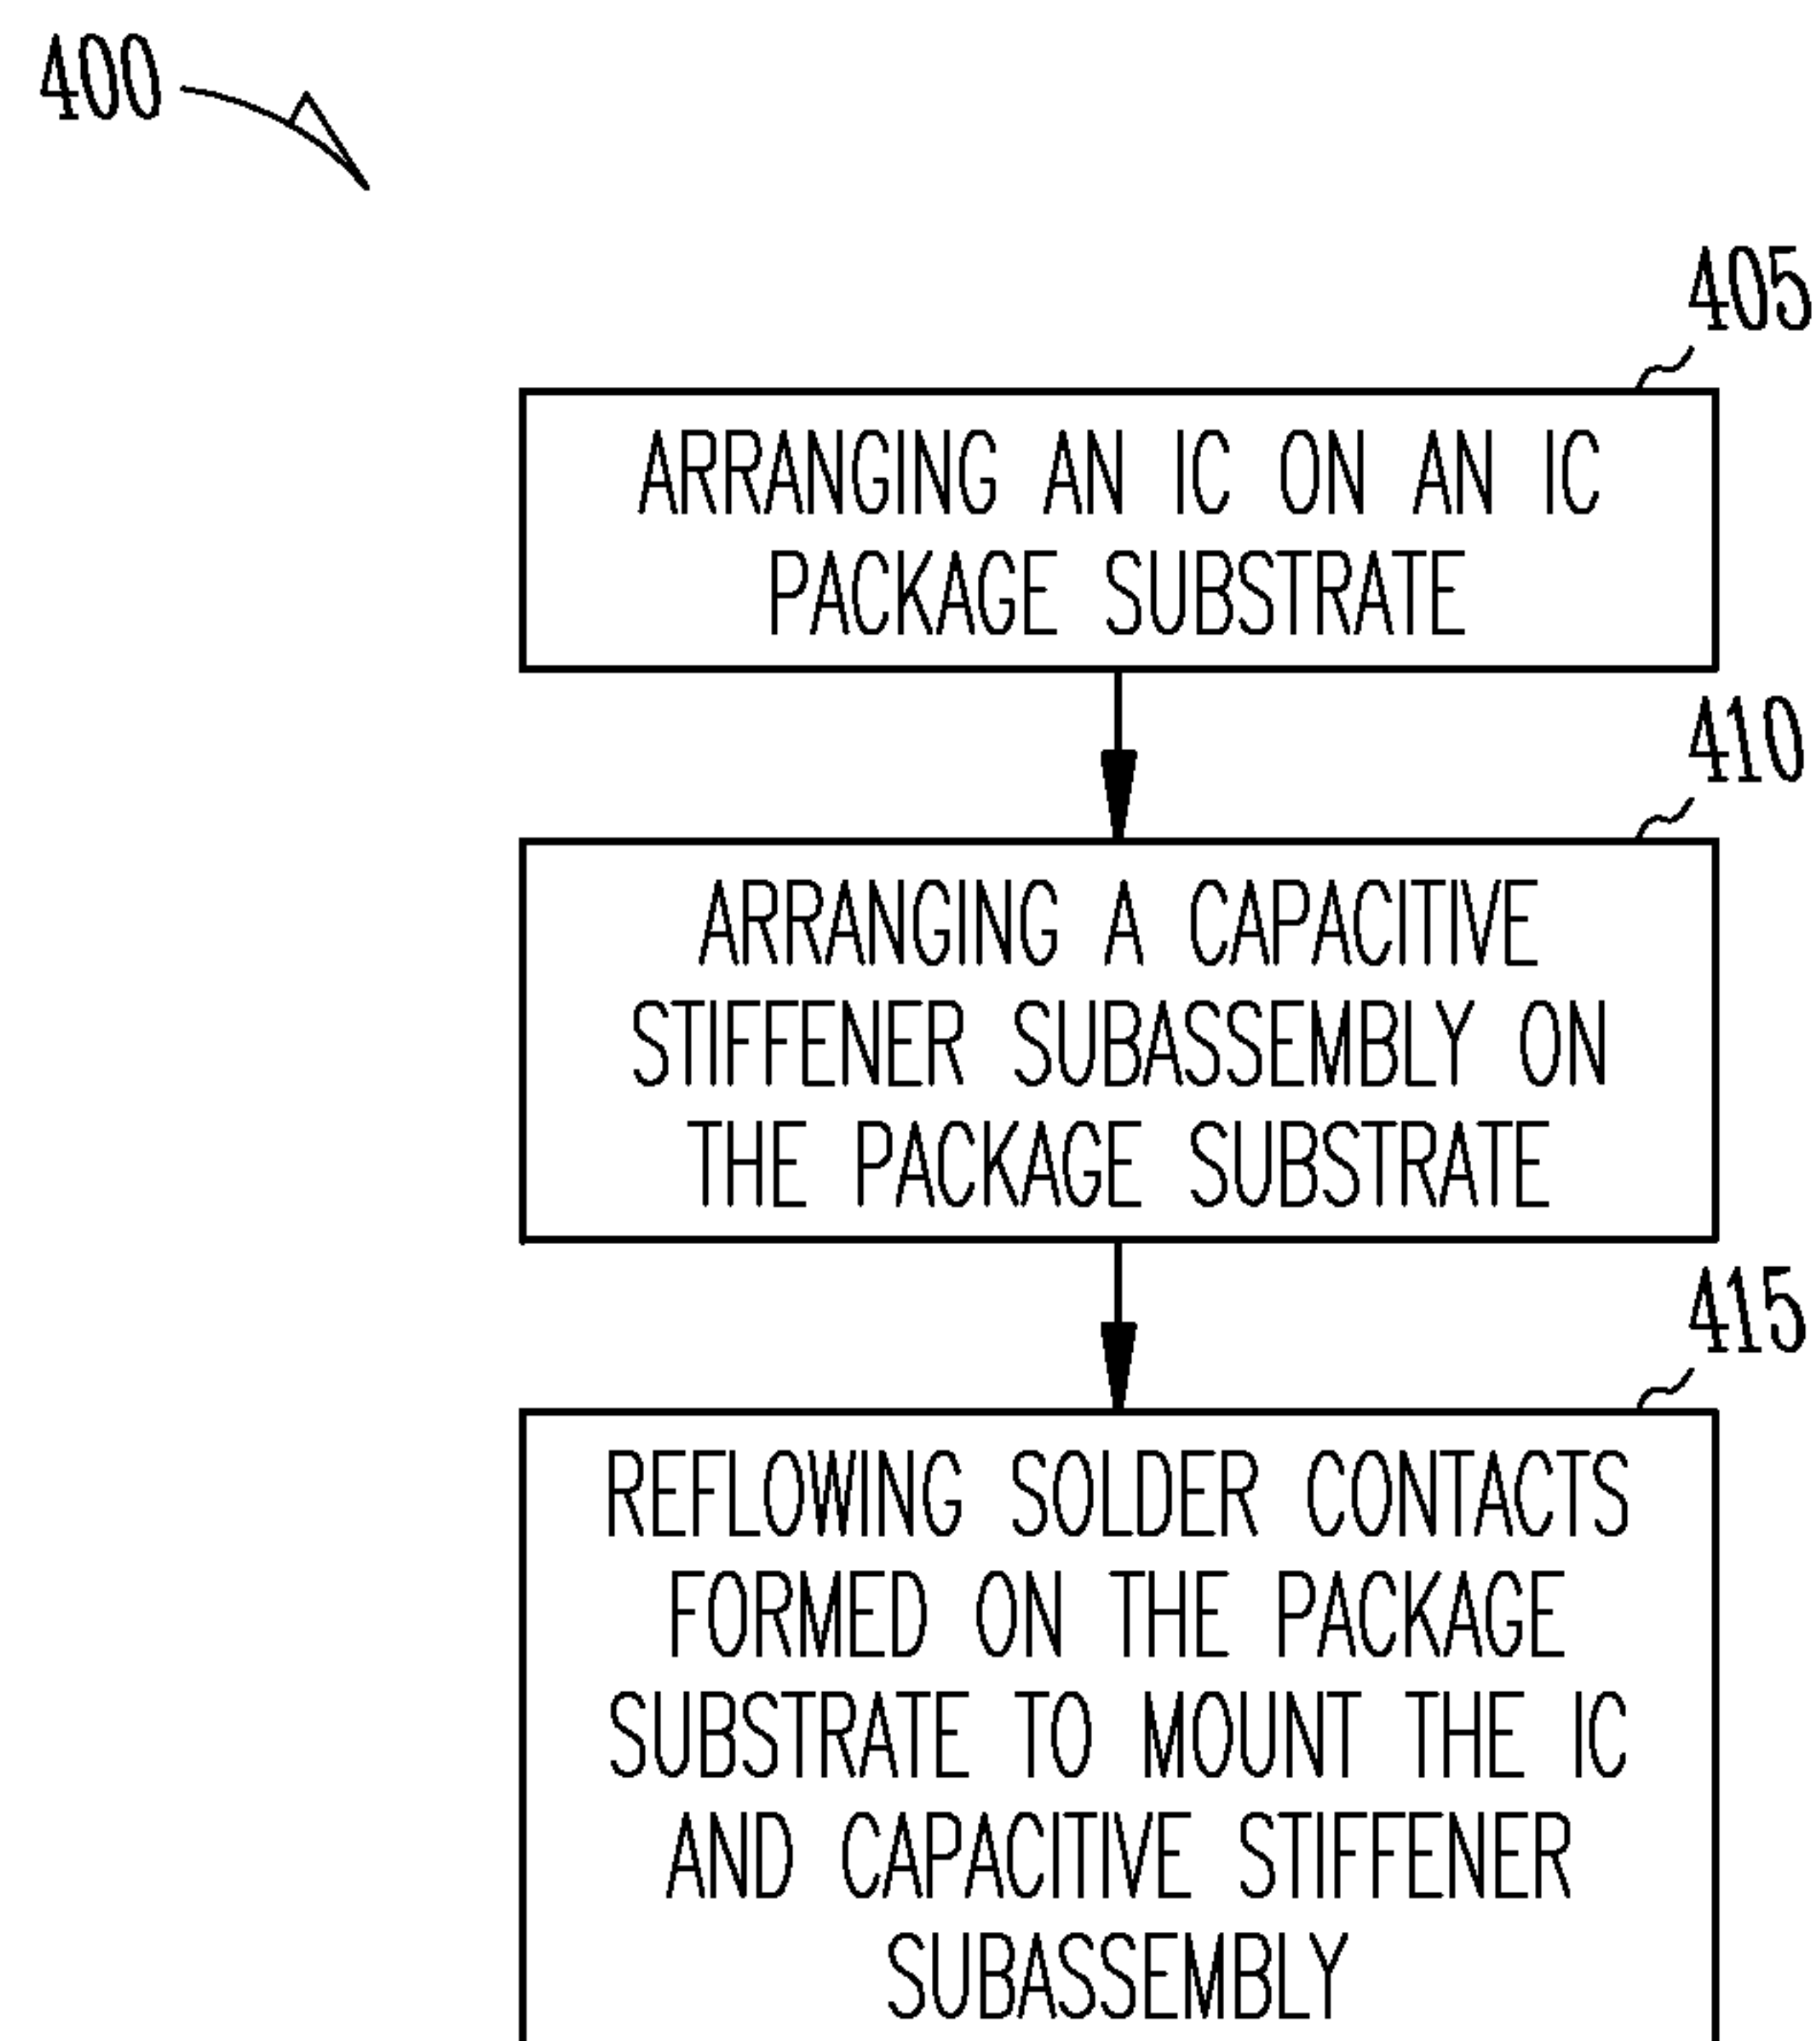 400
405
ARRANGING AN IC ON AN IC
PACKAGE SUBSTRATE
410
ARRANGING A CAPACITIVE
STIFFENER SUBASSEMBLY ON
THE PACKAGE SUBSTRATE
415
REFLOWING SOLDER CONTACTS
FORMED ON THE PACKAGE
SUBSTRATE TO MOUNT THE IC
AND CAPACITIVE STIFFENER
SUBASSEMBLY